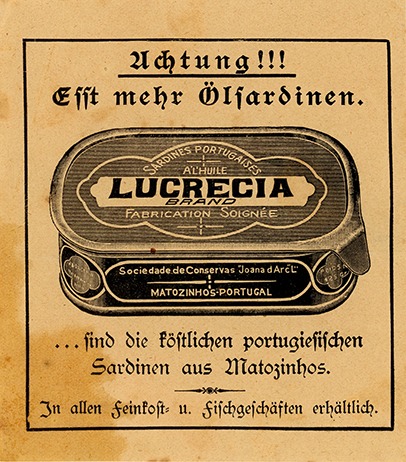 Achtung!!!
Esst mehr Ölsardinen.
SARDINES PORTUGAISES
A L'HUILE
LUCRECIA
BRAND
FABRICATION SOIGNÉE
Sociedade de Conservas "Joana d'Arc" L
MATOZINHOS-PORTUGAL
...sind die köstlichen portugiesischen
Sardinen aus Matozinhos.
In allen Feinkost- u. Fischgeschäften erhältlich.